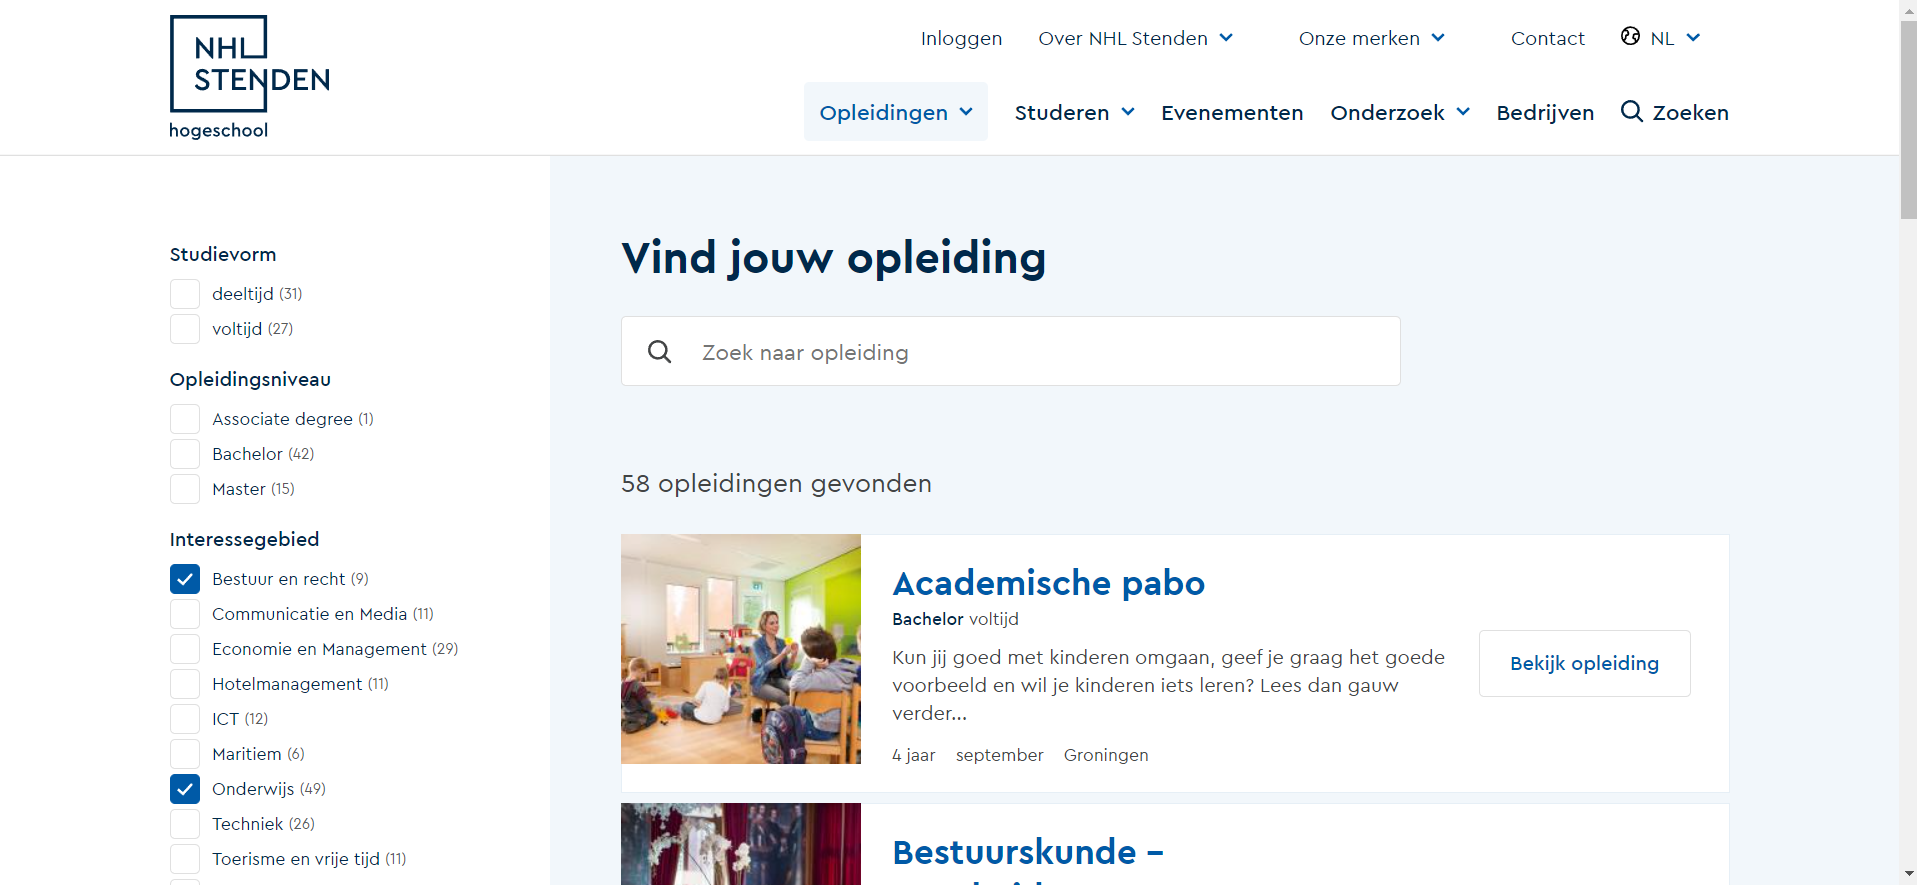 NHL
STENDEN
hogeschool
Inloggen
Over NHL Stenden
Onze merken
Contact
NL
Opleidingen
Studeren
Evenementen
Onderzoek
Bedrijven
Zoeken
Studievorm
deeltijd (31)
voltijd (27)
Opleidingsniveau
Associate degree (1)
Bachelor (42)
Master (15)
Interessegebied
Bestuur en recht (9)
Communicatie en Media (11)
Economie en Management (29)
Hotelmanagement (11)
ICT (12)
Maritiem (6)
Onderwijs (49)
Techniek (26)
Toerisme en vrije tijd (11)
Vind jouw opleiding
Zoek naar opleiding
58 opleidingen gevonden
Academische pabo
Bachelor voltijd
Kun jij goed met kinderen omgaan, geef je graag het goede
voorbeeld en wil je kinderen iets leren? Lees dan gauw
verder...
4 jaar september Groningen
Bekijk opleiding
Bestuurskunde –